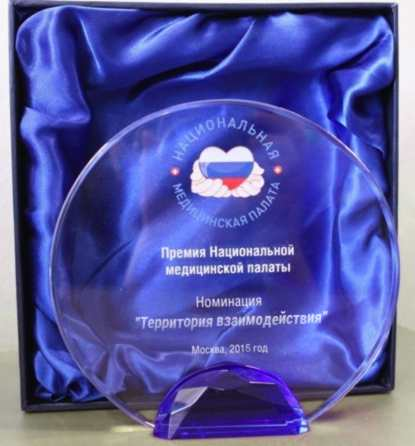 НАЦИОНАЛЬНАЯ
МЕДИЦИНСКАЯ ПАЛАТА
Премия Национальной
медицинской палаты
Номинация
"Территория взаимодействия"
Москва, 2015 год